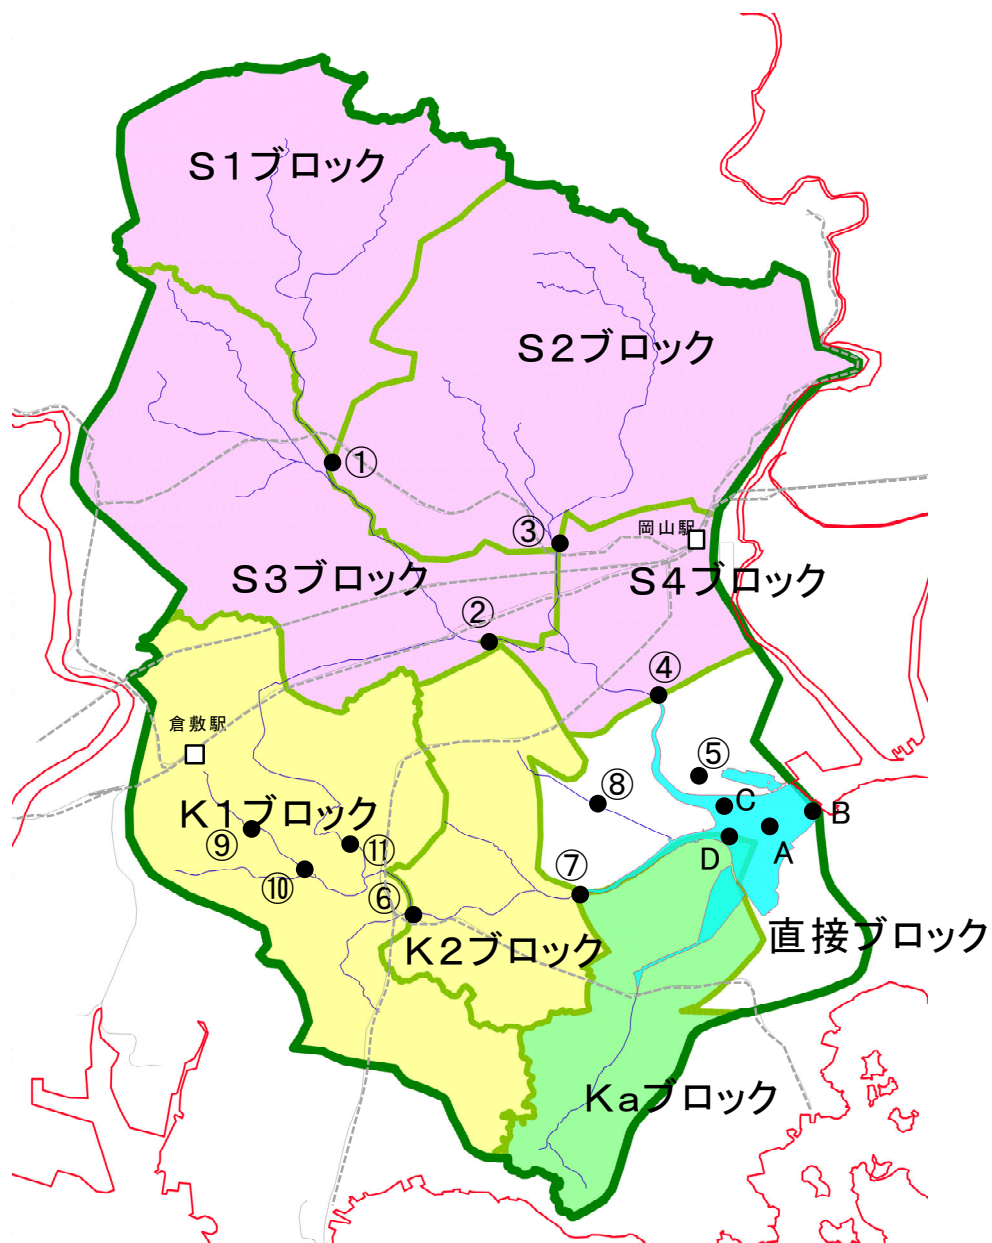 S1ブロック
S2ブロック
①
③
岡山駅
S3ブロック
S4ブロック
②
④
倉敷駅
⑤
⑧
C
B
K1ブロック
⑨
⑪
D
A
⑩
⑦
⑥
直接ブロック
K2ブロック
Kaブロック